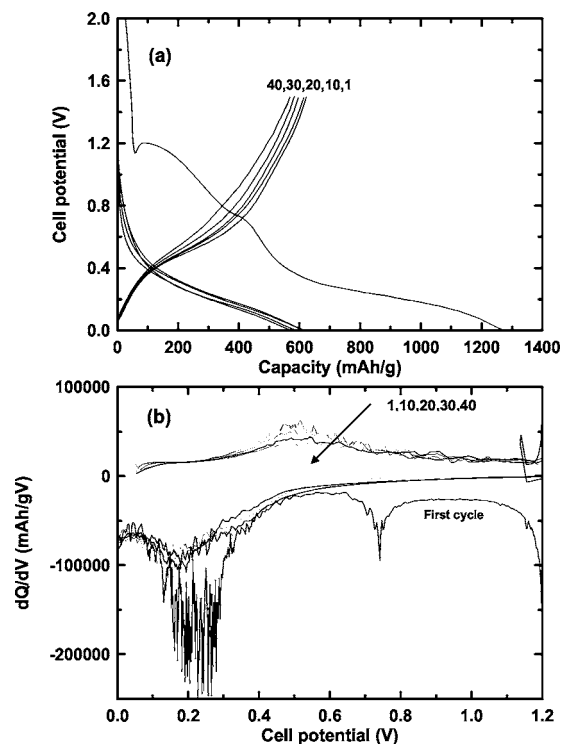 2.0
(a)
1.6
40,30,20,10,1
1.2
0.8
0.4
0.0
Cell potential (V)
0 200 400 600 800 1000 1200 1400
Capacity (mAh/g)
100000
(b)
1,10,20,30,40
0
First cycle
-100000
-200000
dQ/dV (mAh/gV)
0.0 0.2 0.4 0.6 0.8 1.0 1.2
Cell potential (V)